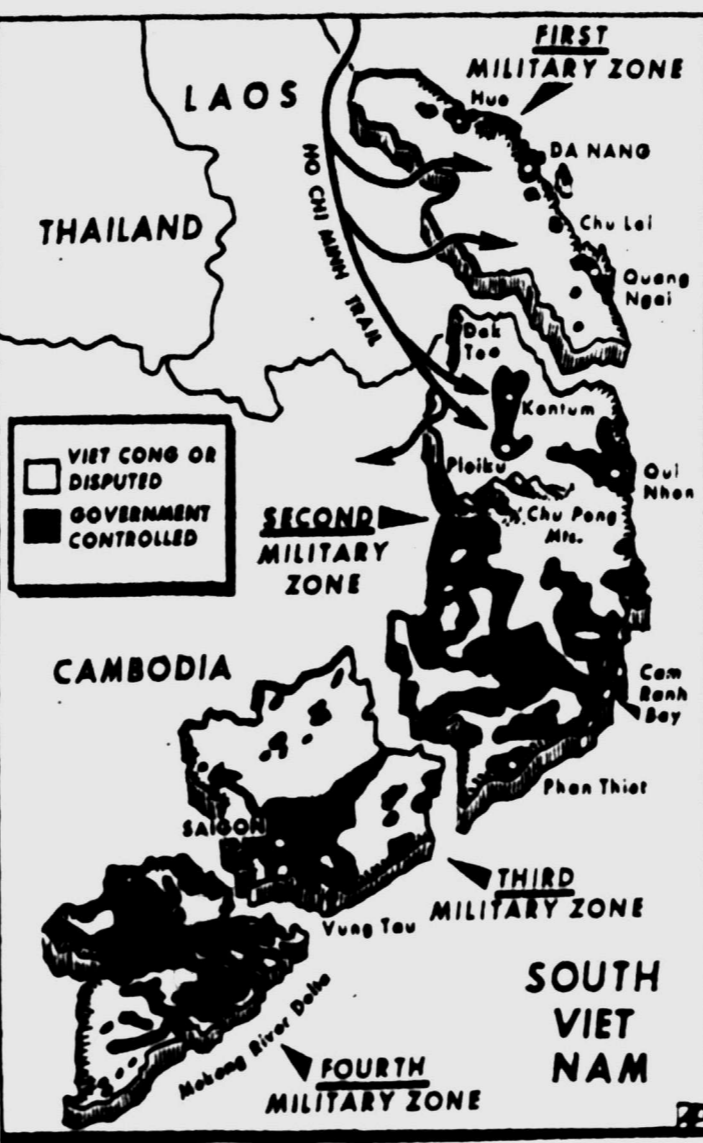 FIRST
MILITARY ZONE
LAOS
Hue
DA NANG
HO CHI MINH TRAIL
THAILAND
Chu Lai
Quang
Ngai
Dak
Too
Kontum
VIET CONG OR
DISPUTED
GOVERNMENT
CONTROLLED
Pleiku
Qui
Nhon
SECOND
MILITARY
ZONE
Chu Pong
Mts.
CAMBODIA
Cam
Ranh
Bay
Phan Thiet
SAIGON
THIRD
MILITARY ZONE
Vung Tau
SOUTH
VIET
NAM
Mekong River Delta
FOURTH
MILITARY ZONE